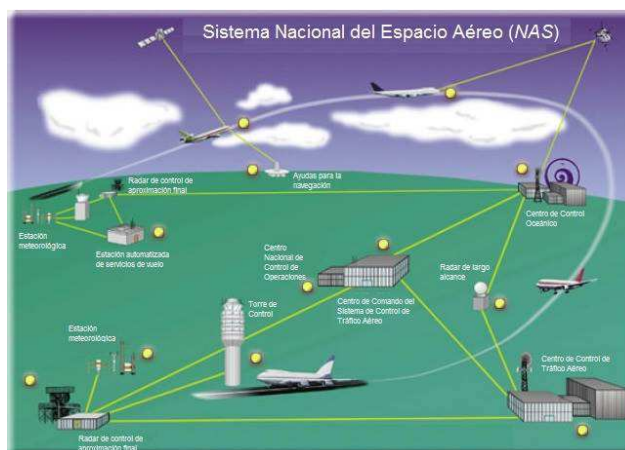 Sistema Nacional del Espacio Aéreo (NAS)
Radar de control de
aproximación final
Ayudas para la
navegación
Estación
meteorológica
Estación automatizada
de servicios de vuelo
Centro de Control
Oceánico
Centro
Nacional de
Control de
Operaciones
Radar de largo
alcance
Centro de Comando del
Sistema de Control de
Tráfico Aéreo
Torre de
Control
Estación
meteorológica
Centro de Control de
Tráfico Aéreo
Radar de control de
aproximación final